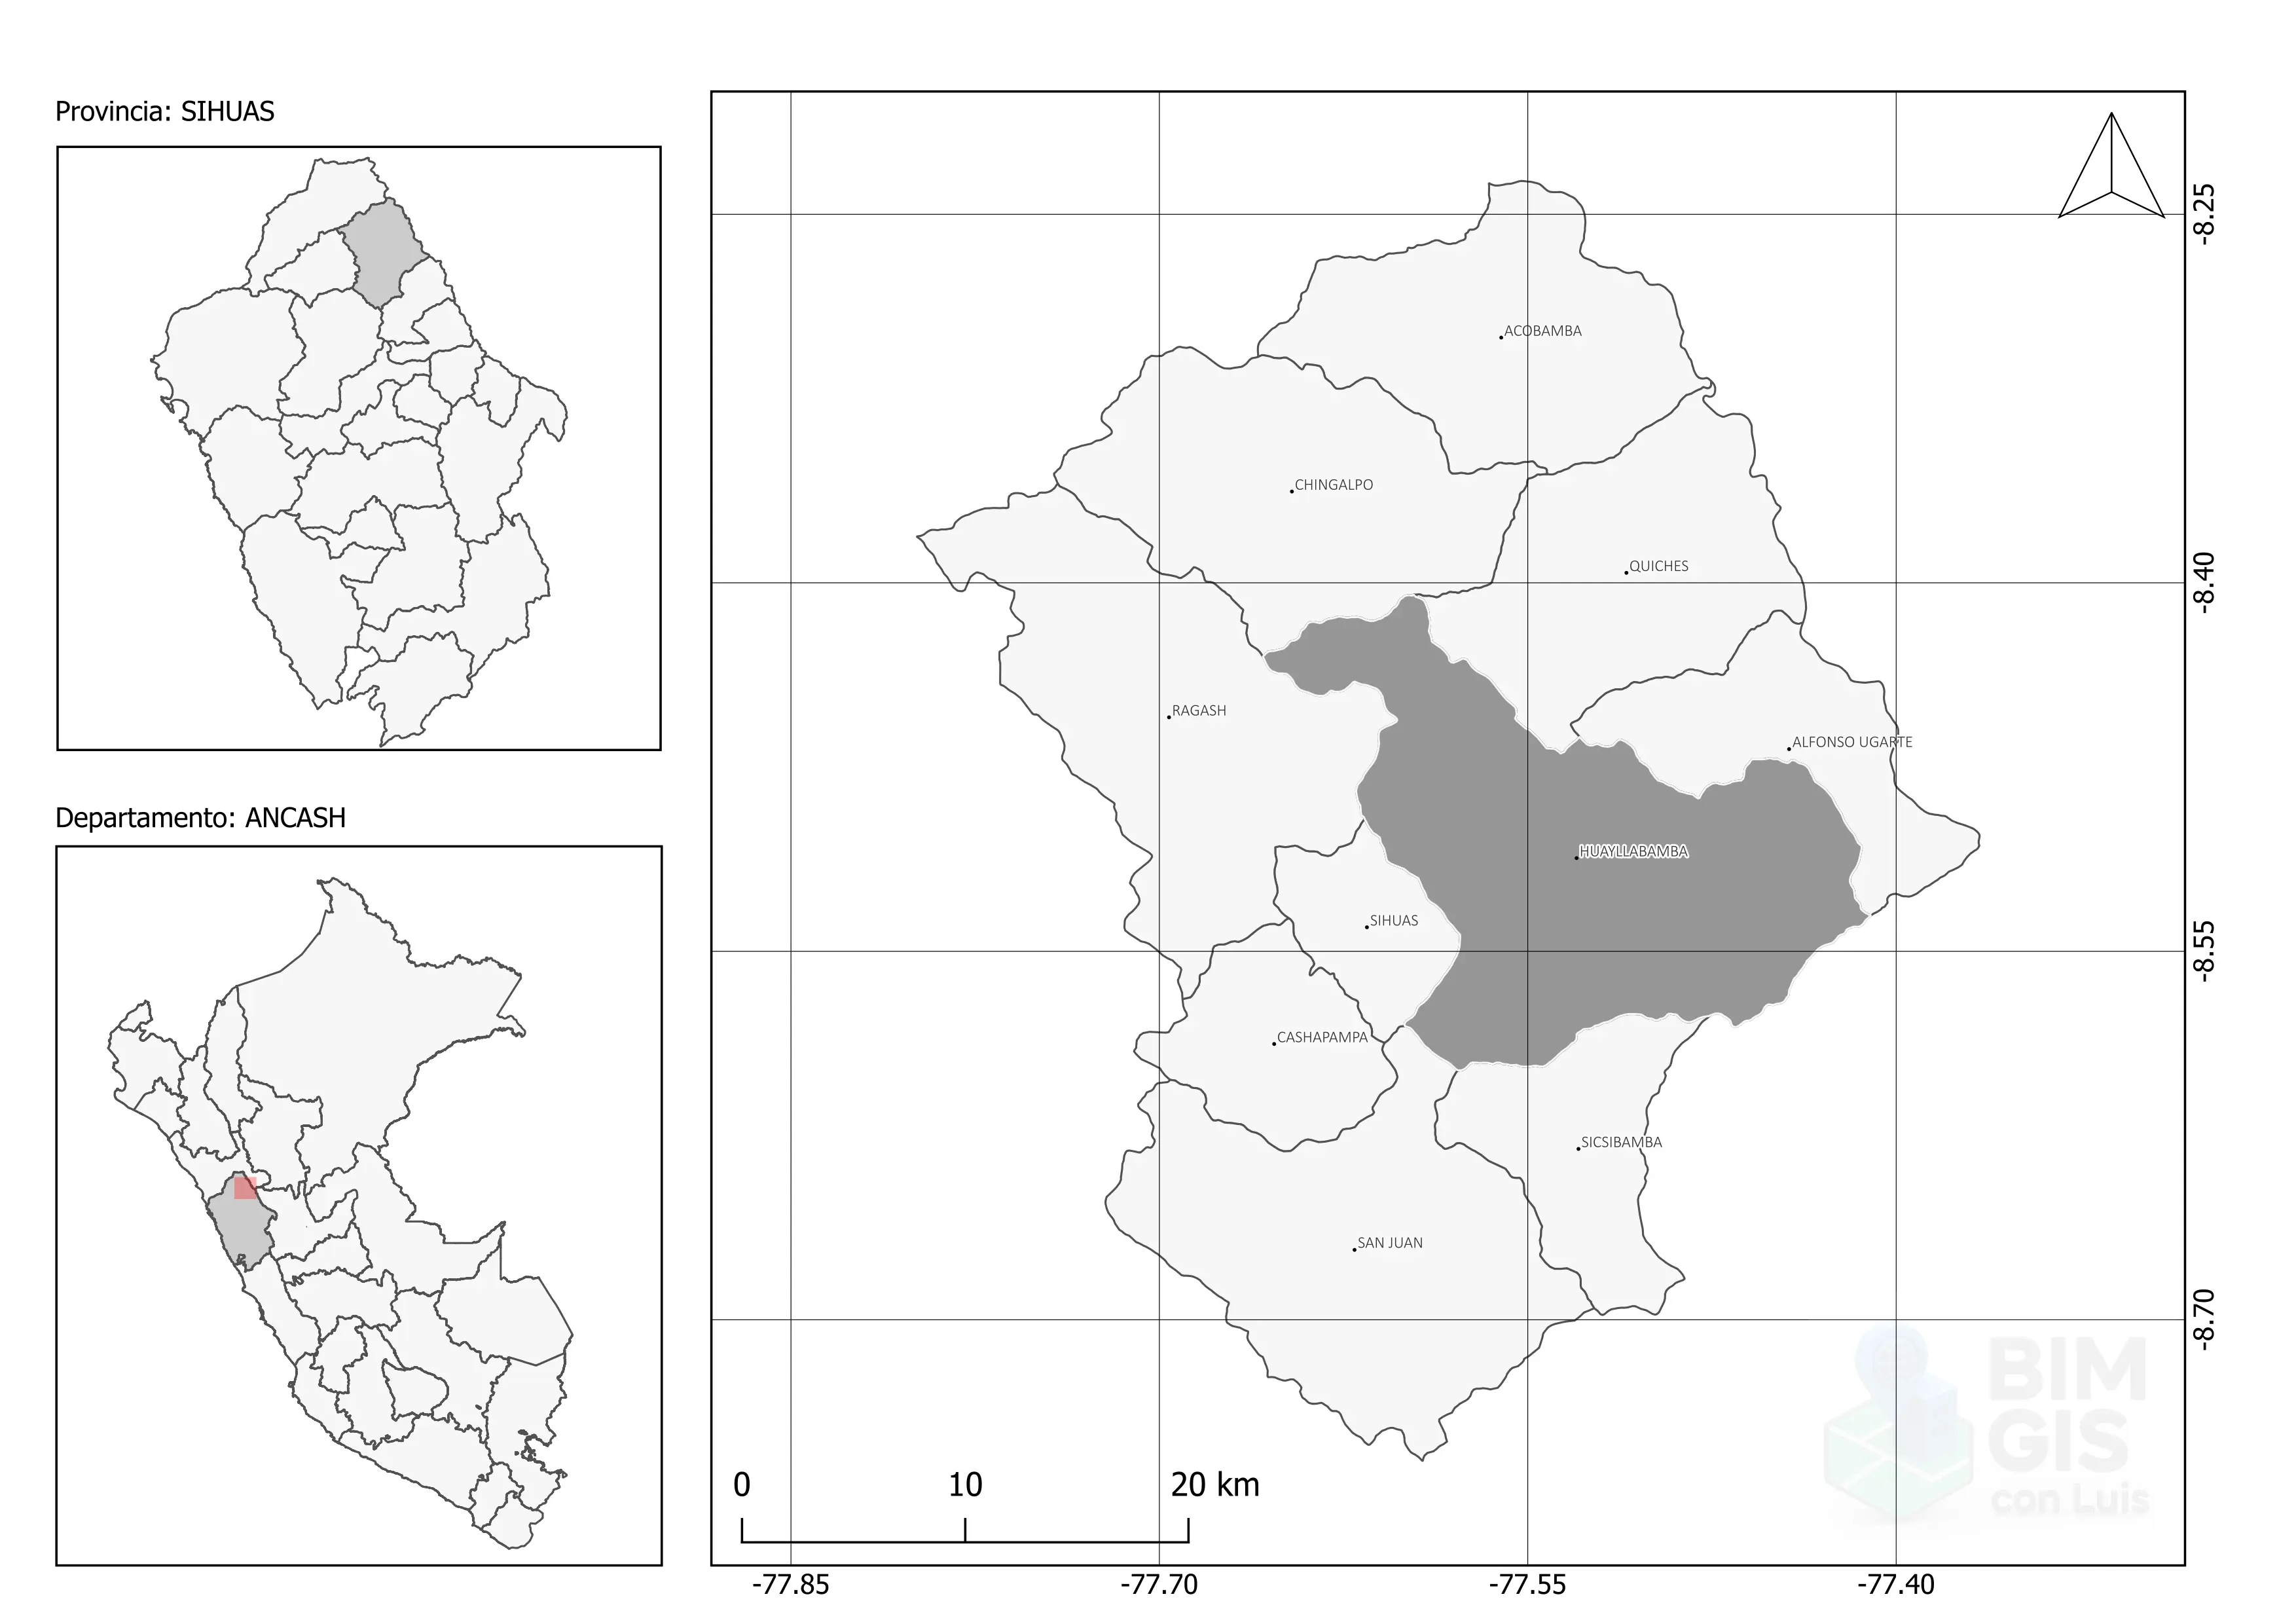 Provincia: SIHUAS
Departamento: ANCASH
ACOBAMBA
CHINGALPO
QUICHES
RAGASH
ALFONSO UGARTE
HUAYLLABAMBA
SIHUAS
CASHAPAMPA
SICSIBAMBA
SAN JUAN
-8.25
-8.40
-8.55
-8.70
0 10 20 km
-77.85 -77.70 -77.55 -77.40
BIM
GIS
con Luis